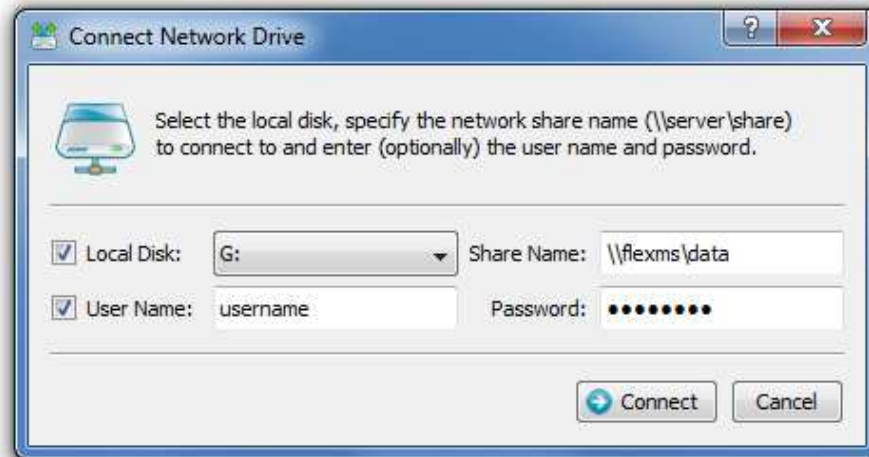 Connect Network Drive
? X
Select the local disk, specify the network share name (\\server\share)
to connect to and enter (optionally) the user name and password.
Local Disk: G: Share Name: \\flexms\data
User Name: username Password: ●●●●●●●●
Connect Cancel